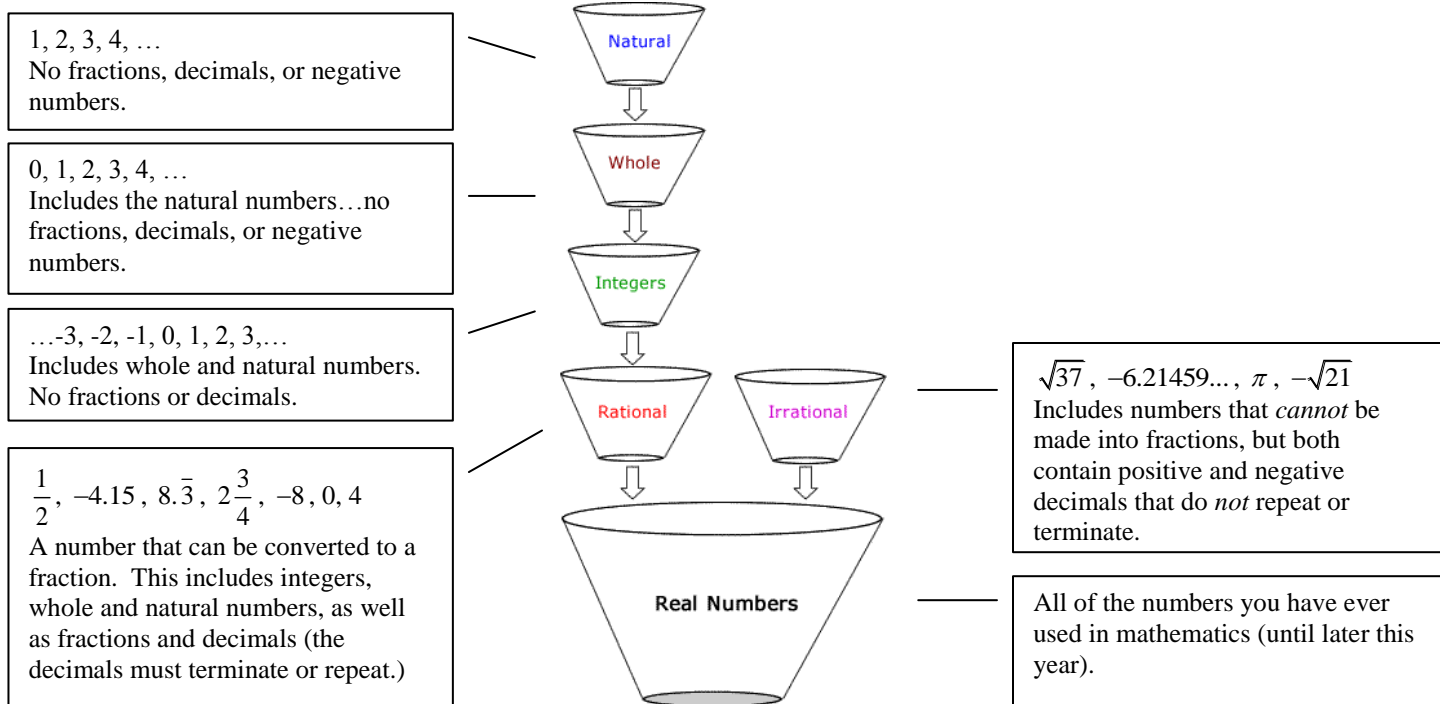 1, 2, 3, 4, …
No fractions, decimals, or negative
numbers.
Natural
0, 1, 2, 3, 4, …
Includes the natural numbers…no
fractions, decimals, or negative
numbers.
Whole
…-3, -2, -1, 0, 1, 2, 3,…
Includes whole and natural numbers.
No fractions or decimals.
Integers
1/2, −4.15, 8.3̅, 2 3/4, −8, 0, 4
A number that can be converted to a
fraction. This includes integers,
whole and natural numbers, as well
as fractions and decimals (the
decimals must terminate or repeat.)
Rational
Irrational
√37, −6.21459..., π, −√21
Includes numbers that cannot be
made into fractions, but both
contain positive and negative
decimals that do not repeat or
terminate.
Real Numbers
All of the numbers you have ever
used in mathematics (until later this
year).